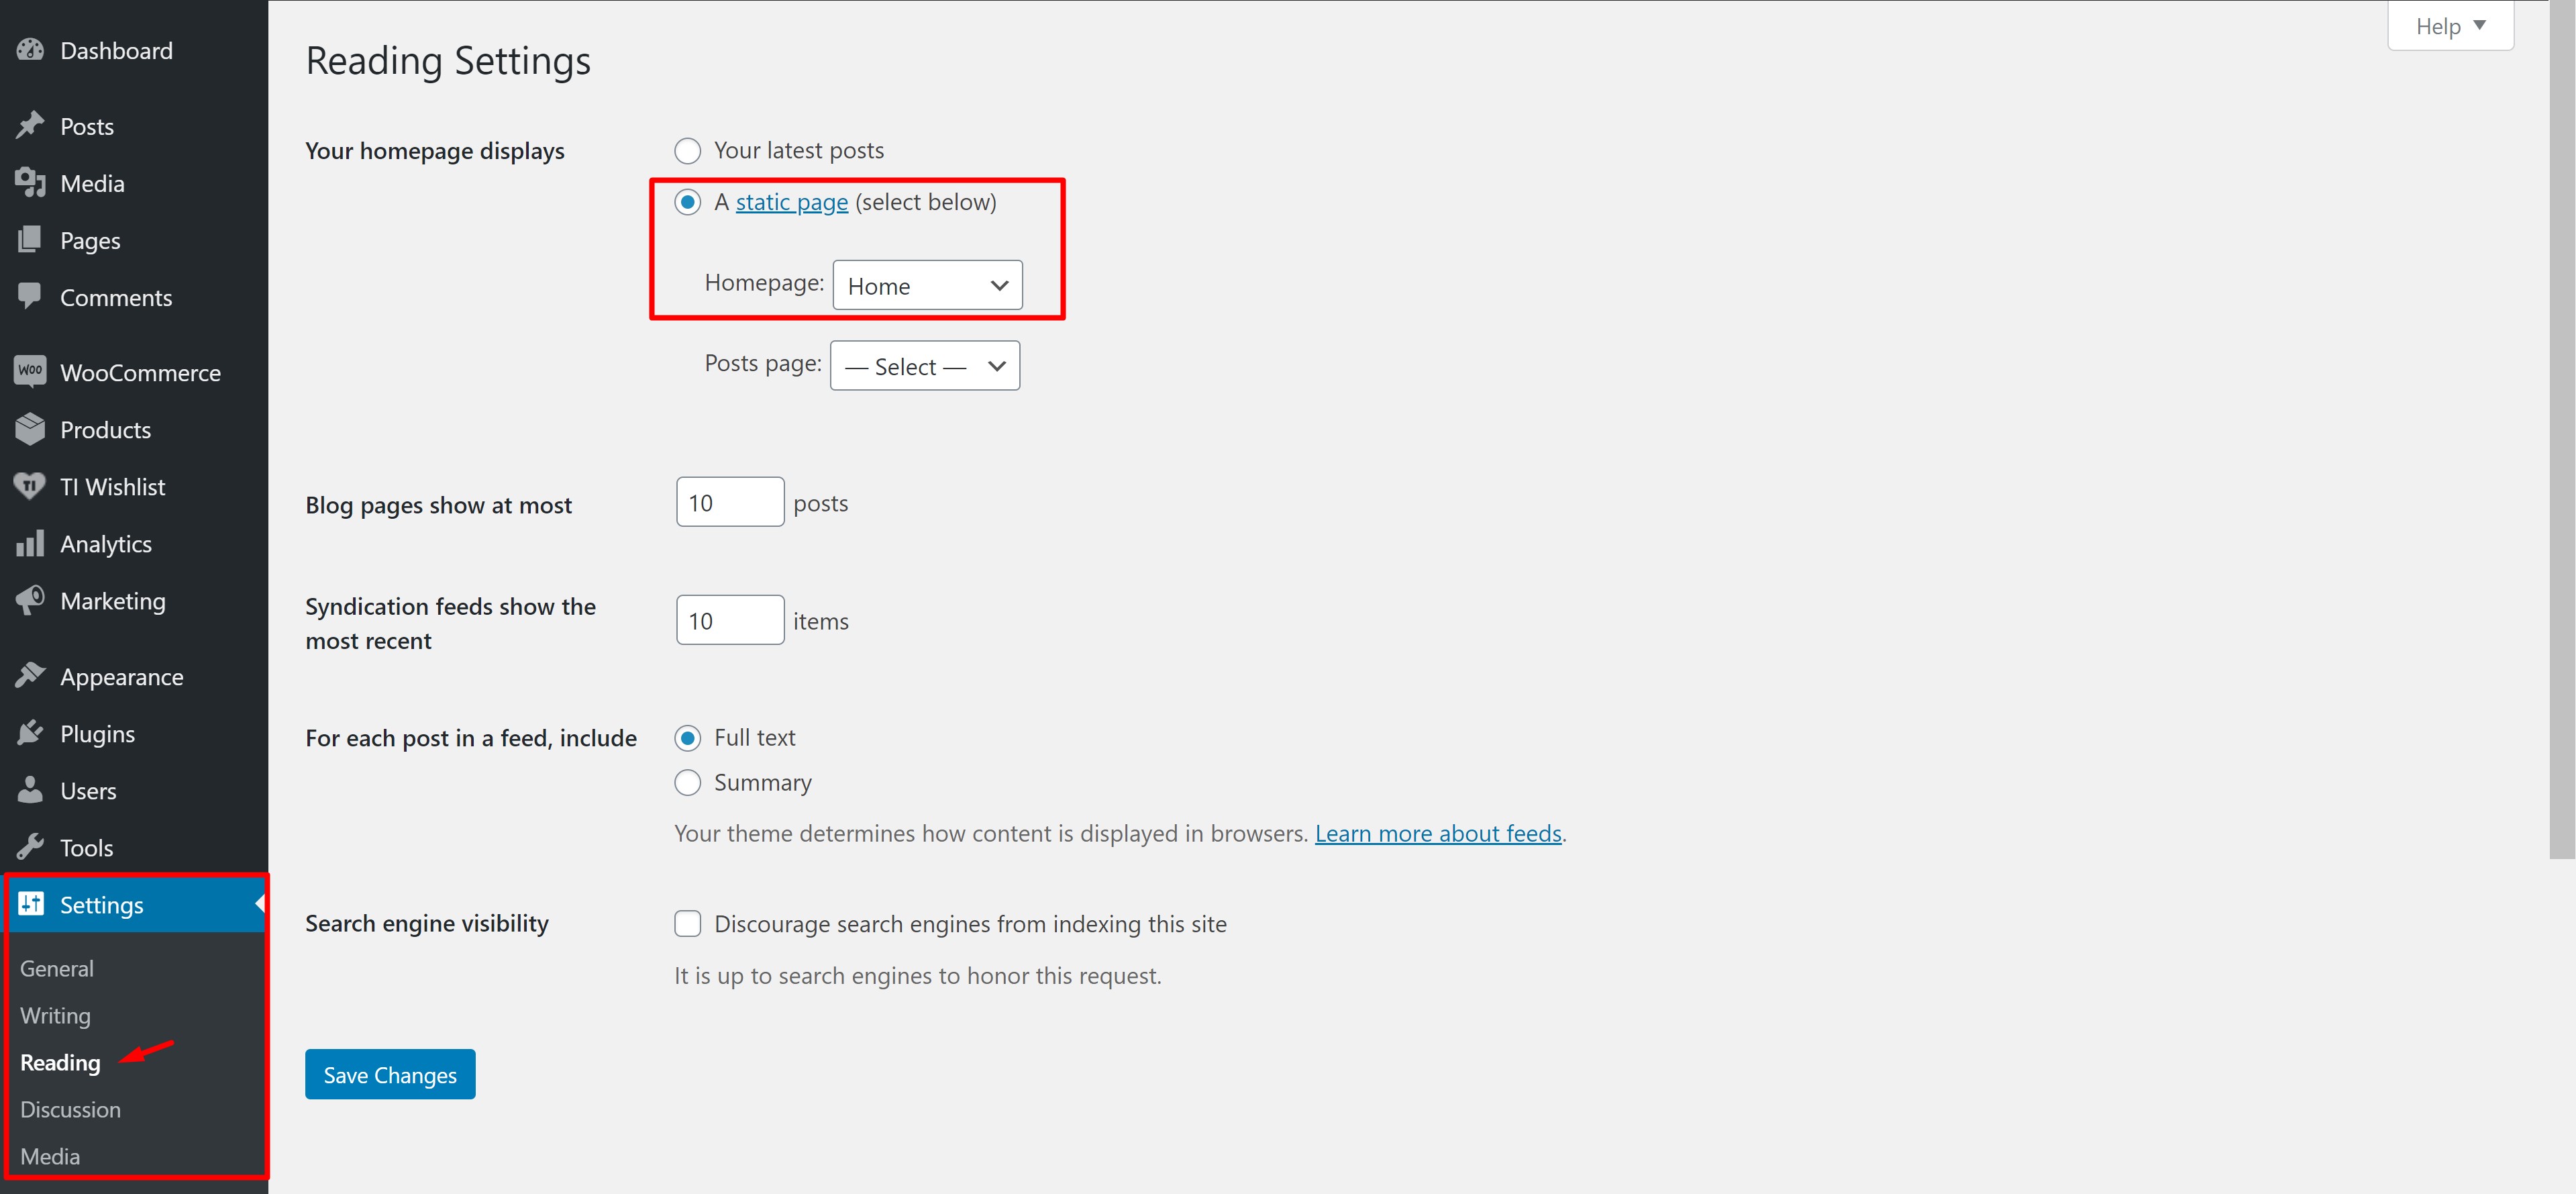 Help
Dashboard
Posts
Media
Pages
Comments
WOO WooCommerce
Products
TI TI Wishlist
Analytics
Marketing
Appearance
Plugins
Users
Tools
Settings
General
Writing
Reading
Discussion
Media
Reading Settings
Your homepage displays
Your latest posts
A static page (select below)
Homepage: Home
Posts page: — Select —
Blog pages show at most
10 posts
Syndication feeds show the
most recent
10 items
For each post in a feed, include
Full text
Summary
Your theme determines how content is displayed in browsers. Learn more about feeds.
Search engine visibility
Discourage search engines from indexing this site
It is up to search engines to honor this request.
Save Changes